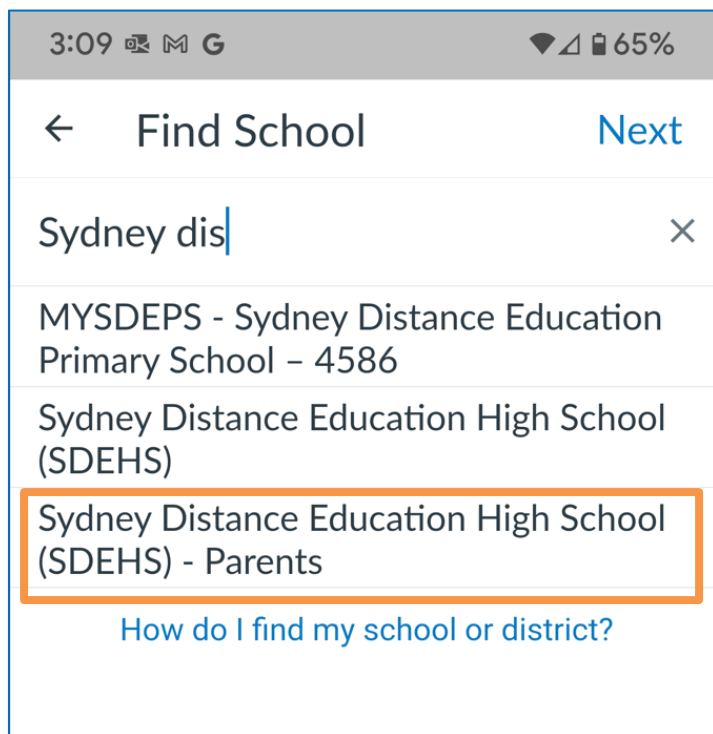 3:09 G 65%
Find School Next
Sydney dis
MYSDEPS - Sydney Distance Education
Primary School – 4586
Sydney Distance Education High School
(SDEHS)
Sydney Distance Education High School
(SDEHS) - Parents
How do I find my school or district?